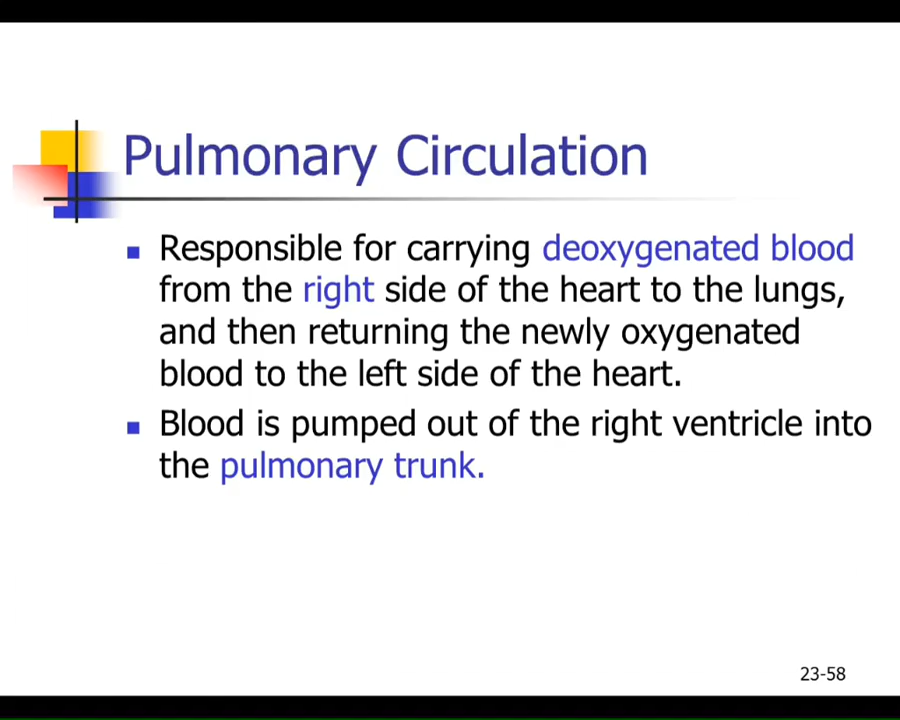 Pulmonary Circulation
Responsible for carrying deoxygenated blood
from the right side of the heart to the lungs,
and then returning the newly oxygenated
blood to the left side of the heart.
Blood is pumped out of the right ventricle into
the pulmonary trunk.
23-58